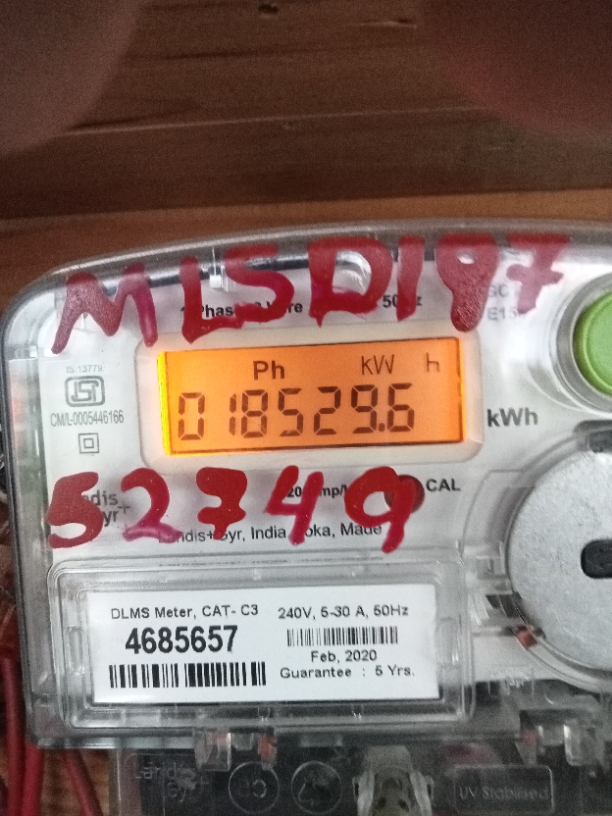 MLSD197
50
IS 13779
CM/L-0005446166
Ph kW h
018529.6
kWh
52749
CAL
DLMS Meter, CAT- C3
4685657
240V, 5-30 A, 50Hz
Feb, 2020
Guarantee : 5 Yrs.
UV Stabilised